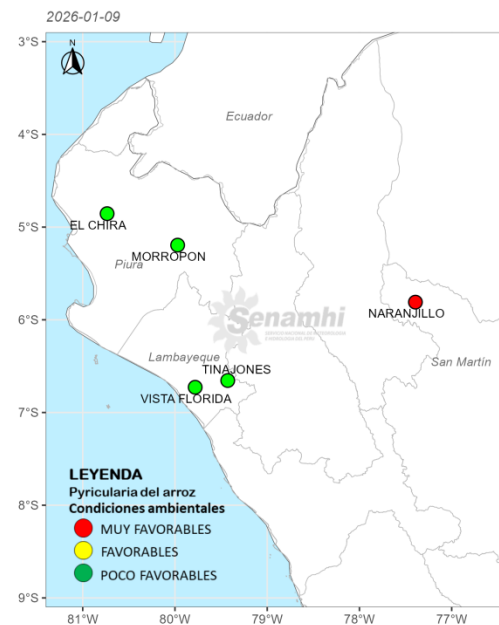 2026-01-09
3°S
N
Ecuador
4°S
5°S
EL CHIRA
MORROPON
Piura
6°S
NARANJILLO
Senamhi
Lambayeque
San Martín
TINAJONES
VISTA FLORIDA
7°S
LEYENDA
Pyricularia del arroz
Condiciones ambientales
MUY FAVORABLES
FAVORABLES
POCO FAVORABLES
8°S
9°S
81°W 80°W 79°W 78°W 77°W